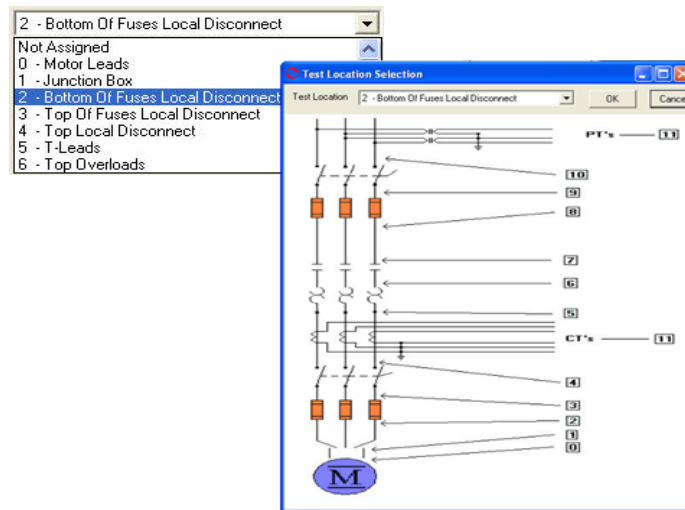 2 - Bottom Of Fuses Local Disconnect
Not Assigned
0 - Motor Leads
1 - Junction Box
2 - Bottom Of Fuses Local Disconnect
3 - Top Of Fuses Local Disconnect
4 - Top Local Disconnect
5 - T-Leads
6 - Top Overloads
Test Location Selection
Test Location 2 - Bottom Of Fuses Local Disconnect OK Cance
PT's 11
10
9
8
7
6
5
CT's 11
4
3
2
1
0
M